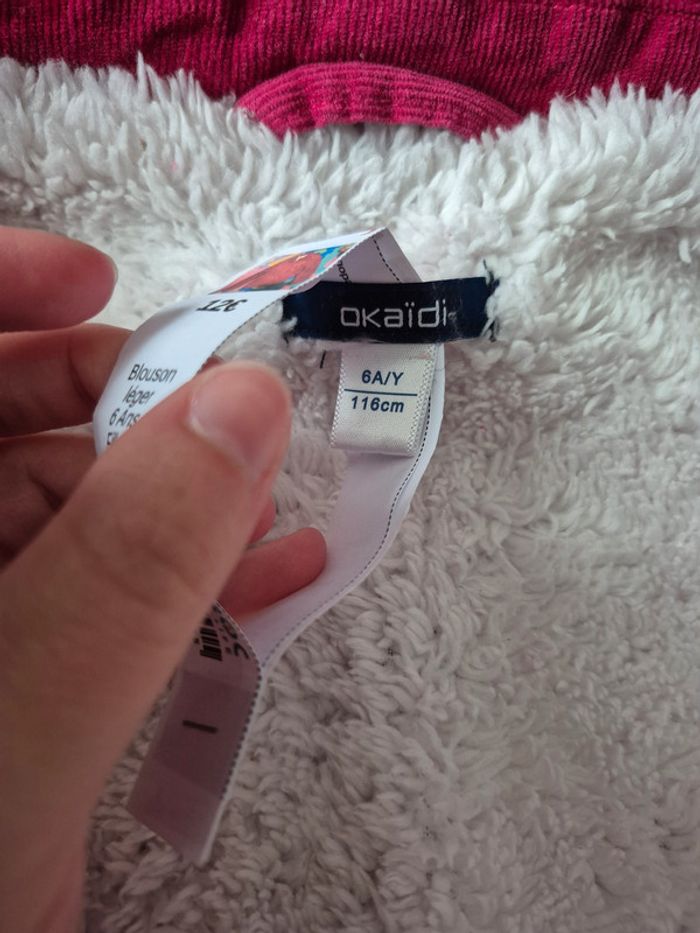 12€
Blouson
léger
6 Ans
okaïdi
6A/Y
116cm